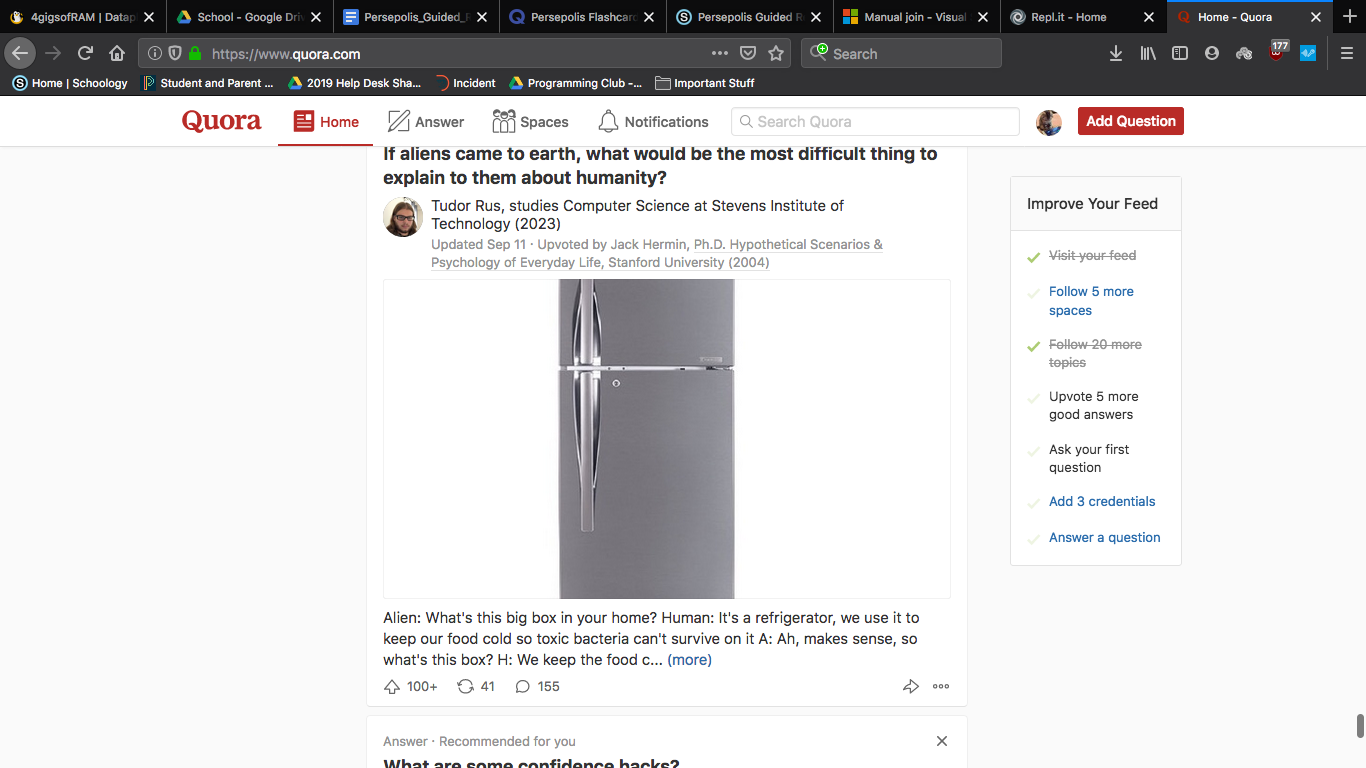 4gigsofRAM | Datap
School - Google Driv
Persepolis_Guided_R
Persepolis Flashcard
Persepolis Guided R
Manual join - Visual
Repl.it - Home
Home - Quora
https://www.quora.com
Search
177
Home | Schoology
Student and Parent ...
2019 Help Desk Sha...
Incident
Programming Club -...
Important Stuff
Quora
Home
Answer
Spaces
Notifications
Search Quora
Add Question
If aliens came to earth, what would be the most difficult thing to
explain to them about humanity?
Tudor Rus, studies Computer Science at Stevens Institute of
Technology (2023)
Updated Sep 11 · Upvoted by Jack Hermin, Ph.D. Hypothetical Scenarios &
Psychology of Everyday Life, Stanford University (2004)
Alien: What's this big box in your home? Human: It's a refrigerator, we use it to
keep our food cold so toxic bacteria can't survive on it A: Ah, makes sense, so
what's this box? H: We keep the food c... (more)
100+
41
155
Answer · Recommended for you
What are some confidence hacks?
Improve Your Feed
Visit your feed
Follow 5 more
spaces
Follow 20 more
topics
Upvote 5 more
good answers
Ask your first
question
Add 3 credentials
Answer a question